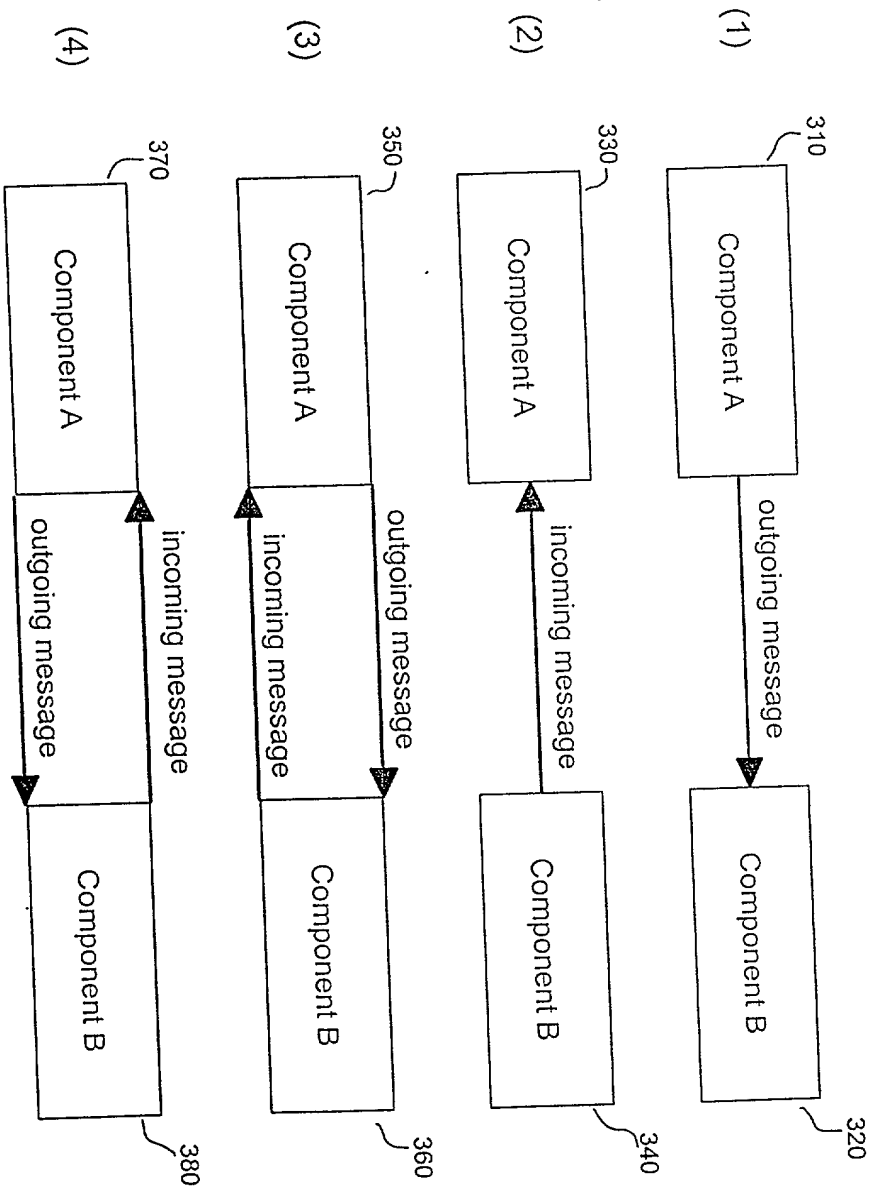 (1)
310
Component A
outgoing message
Component B
320
(2)
330
Component A
incoming message
Component B
340
(3)
350
Component A
outgoing message
incoming message
Component B
360
(4)
370
Component A
incoming message
outgoing message
Component B
380